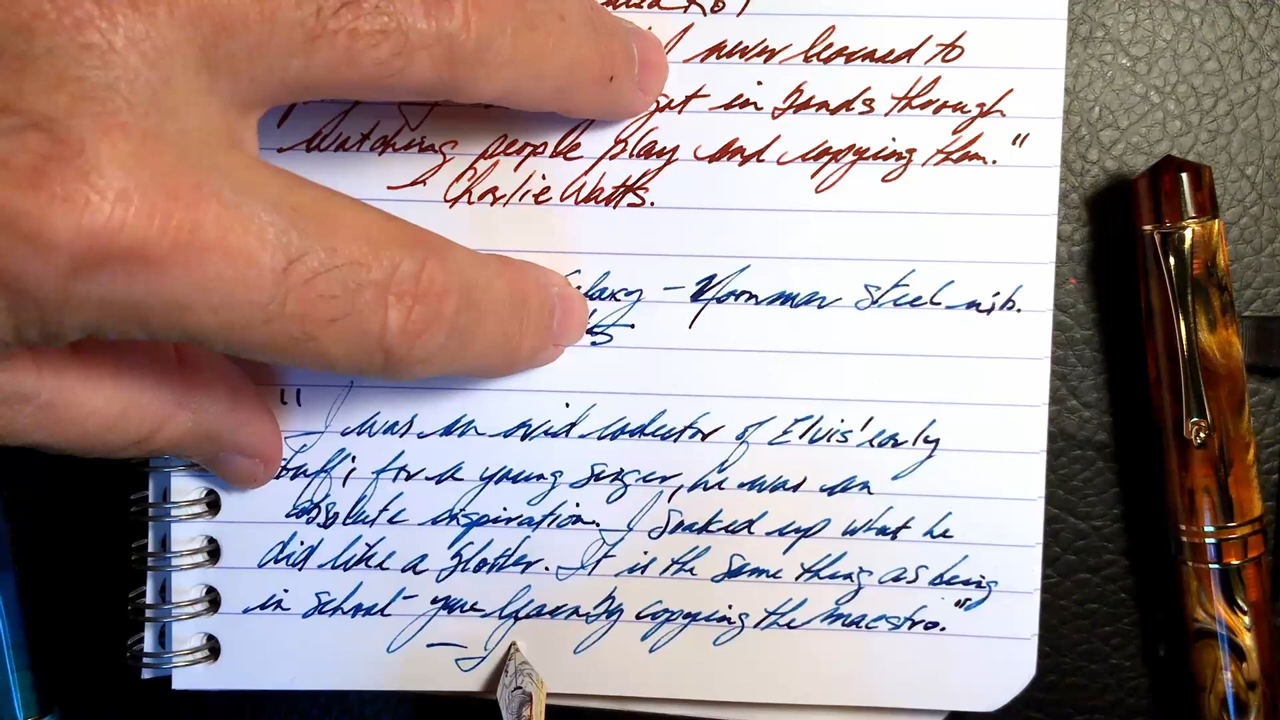 never learned to
got in bands through
watching people play and copying them."
- Charlie Watts.
- Norman Steel nib.
"I was an avid collector of Elvis' early
stuff; for a young singer, he was an
absolute inspiration. I soaked up what he
did like a blotter. It is the same thing as being
in school - you learn by copying the maestro."